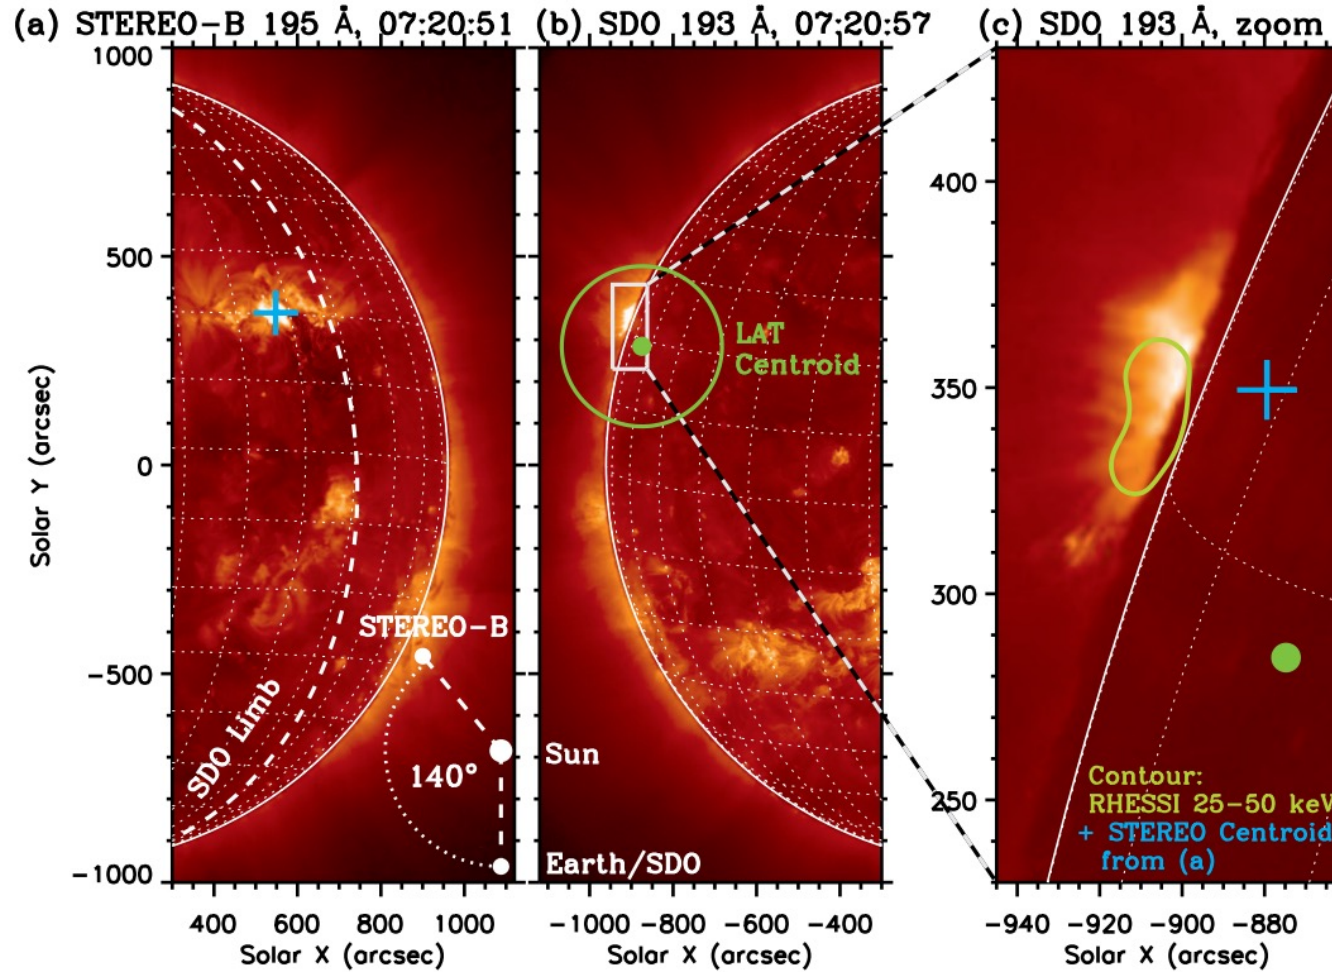 (a) STEREO-B 195 Å, 07:20:51
(b) SDO 193 Å, 07:20:57
(c) SDO 193 Å, zoom
1000
500
0
-500
-1000
Solar Y (arcsec)
400 600 800 1000
Solar X (arcsec)
SDO Limb
STEREO-B
140°
Sun
Earth/SDO
LAT
Centroid
-1000 -800 -600 -400
Solar X (arcsec)
400
350
300
250
Contour:
RHESSI 25-50 keV
+ STEREO Centroid
from (a)
-940 -920 -900 -880
Solar X (arcsec)